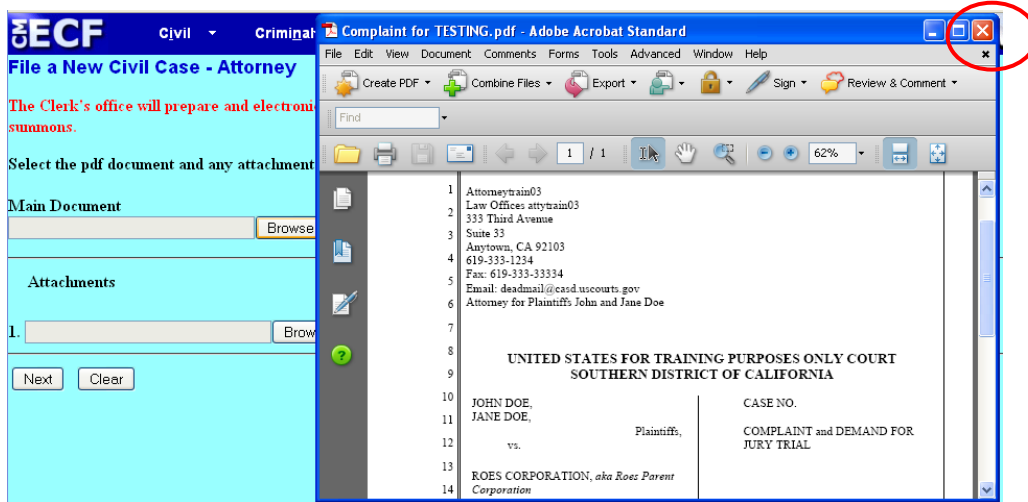 CM
ECF
Civil
Criminal
File a New Civil Case - Attorney
The Clerk's office will prepare and electroni
summons.
Select the pdf document and any attachment
Main Document
Browse
Attachments
1.
Brow
Next
Clear
Complaint for TESTING.pdf - Adobe Acrobat Standard
File Edit View Document Comments Forms Tools Advanced Window Help
Create PDF
Combine Files
Export
Sign
Review & Comment
Find
1 / 1
62%
1 Attorneytrain03
2 Law Offices attytrain03
333 Third Avenue
3 Suite 33
Anytown, CA 92103
4 619-333-1234
5 Fax: 619-333-33334
Email: deadmail@casd.uscourts.gov
6 Attorney for Plaintiffs John and Jane Doe
7
8 UNITED STATES FOR TRAINING PURPOSES ONLY COURT
9 SOUTHERN DISTRICT OF CALIFORNIA
10 JOHN DOE, CASE NO.
11 JANE DOE,
Plaintiffs, COMPLAINT and DEMAND FOR
12 vs. JURY TRIAL
13 ROES CORPORATION, aka Roes Parent
14 Corporation